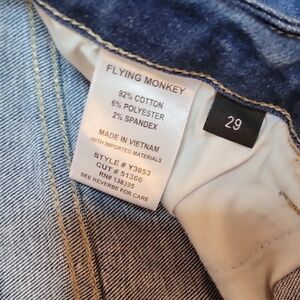 FLYING MONKEY
92% COTTON
6% POLYESTER
2% SPANDEX
MADE IN VIETNAM
WITH IMPORTED MATERIALS
STYLE # Y3853
CUT # 51366
RN# 138395
SEE REVERSE FOR CARE
29